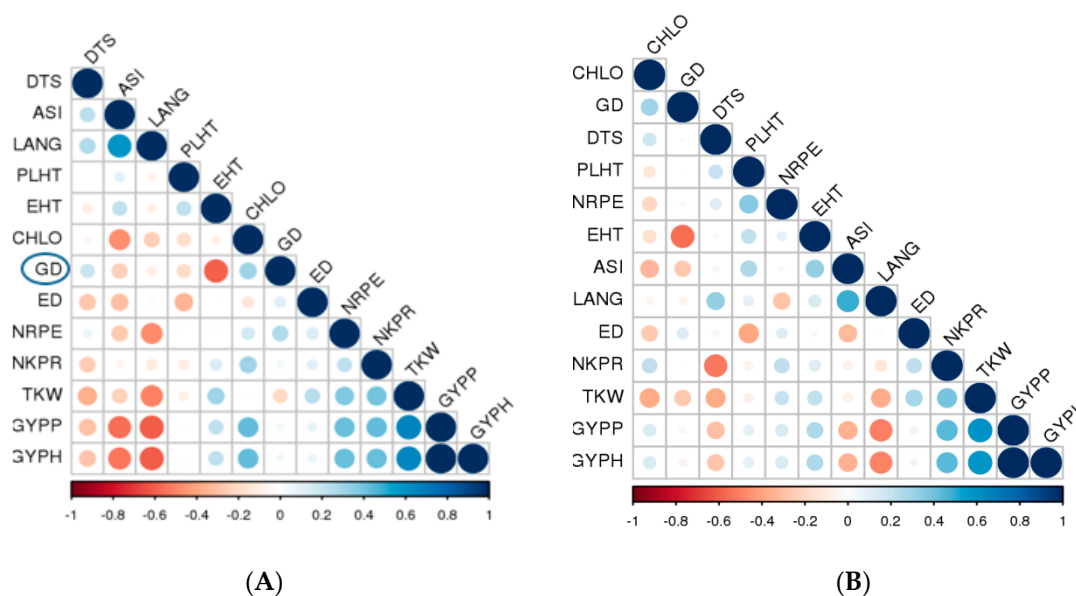 DTS
ASI
LANG
PLHT
EHT
CHLO
GD
ED
NRPE
NKPR
TKW
GYPP
GYPH
DTS
ASI
LANG
PLHT
EHT
CHLO
GD
ED
NRPE
NKPR
TKW
GYPP
GYPH
-1 -0.8 -0.6 -0.4 -0.2 0 0.2 0.4 0.6 0.8 1
(A)
CHLO
GD
DTS
PLHT
NRPE
EHT
ASI
LANG
ED
NKPR
TKW
GYPP
GYPH
CHLO
GD
DTS
PLHT
NRPE
EHT
ASI
LANG
ED
NKPR
TKW
GYPP
-1 -0.8 -0.6 -0.4 -0.2 0 0.2 0.4 0.6 0.8 1
(B)